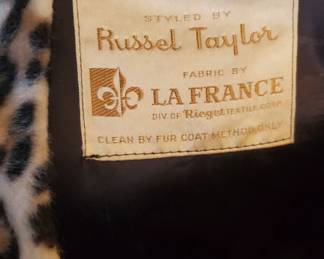 STYLED BY
Russel Taylor
FABRIC BY
LA FRANCE
DIV. OF Riegel TEXTILE CORP.
CLEAN BY FUR COAT METHOD ONLY